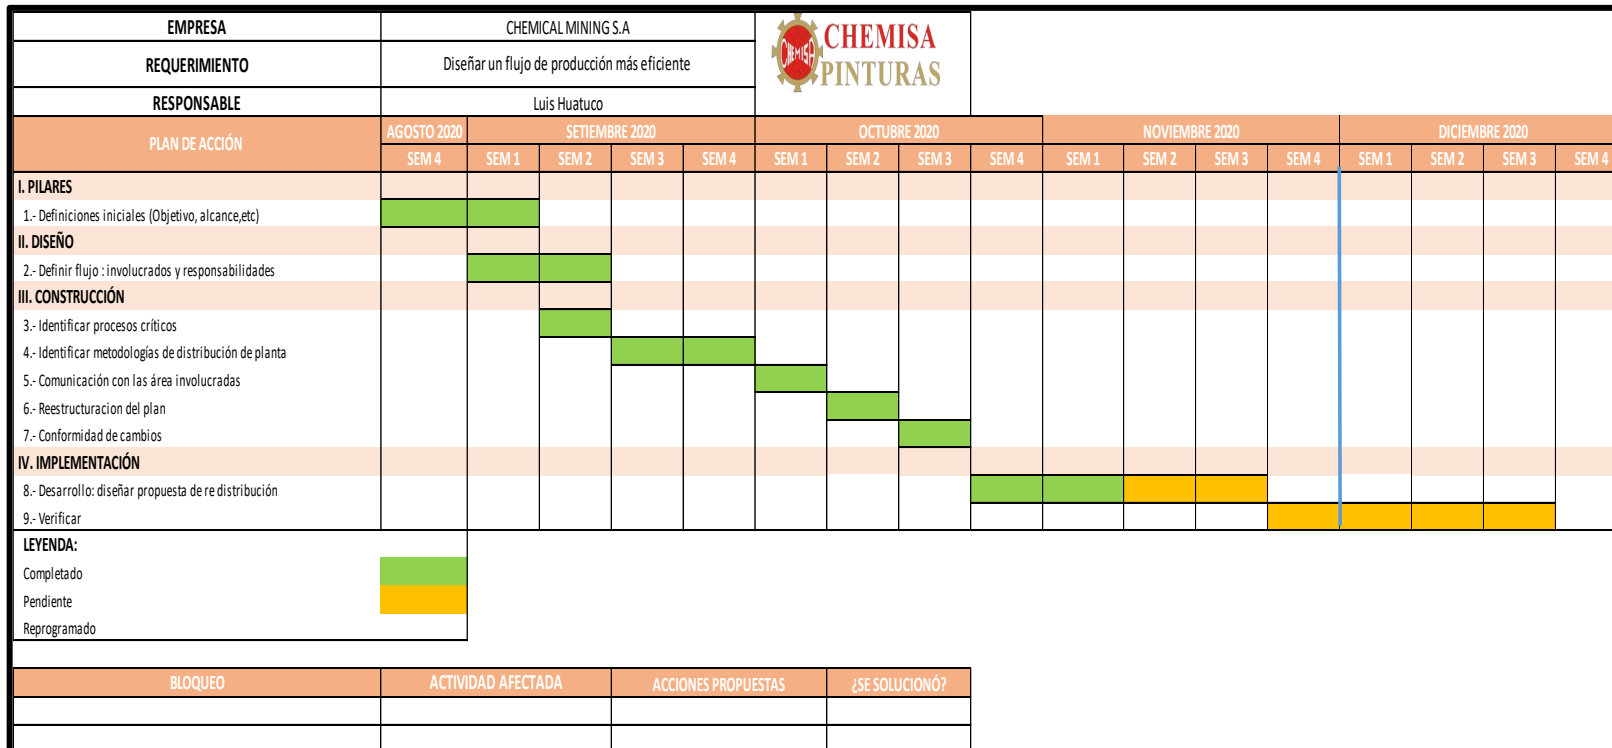 EMPRESA CHEMICAL MINING S.A
CHEMISA
PINTURAS
CHEMISA
REQUERIMIENTO Diseñar un flujo de producción más eficiente
RESPONSABLE Luis Huatuco
PLAN DE ACCIÓN AGOSTO 2020 SETIEMBRE 2020 OCTUBRE 2020 NOVIEMBRE 2020 DICIEMBRE 2020
SEM 4 SEM 1 SEM 2 SEM 3 SEM 4 SEM 1 SEM 2 SEM 3 SEM 4 SEM 1 SEM 2 SEM 3 SEM 4 SEM 1 SEM 2 SEM 3 SEM 4
I. PILARES
1.- Definiciones iniciales (Objetivo, alcance,etc)
II. DISEÑO
2.- Definir flujo : involucrados y responsabilidades
III. CONSTRUCCIÓN
3.- Identificar procesos críticos
4.- Identificar metodologías de distribución de planta
5.- Comunicación con las área involucradas
6.- Reestructuracion del plan
7.- Conformidad de cambios
IV. IMPLEMENTACIÓN
8.- Desarrollo: diseñar propuesta de re distribución
9.- Verificar
LEYENDA:
Completado
Pendiente
Reprogramado
BLOQUEO ACTIVIDAD AFECTADA ACCIONES PROPUESTAS ¿SE SOLUCIONÓ?